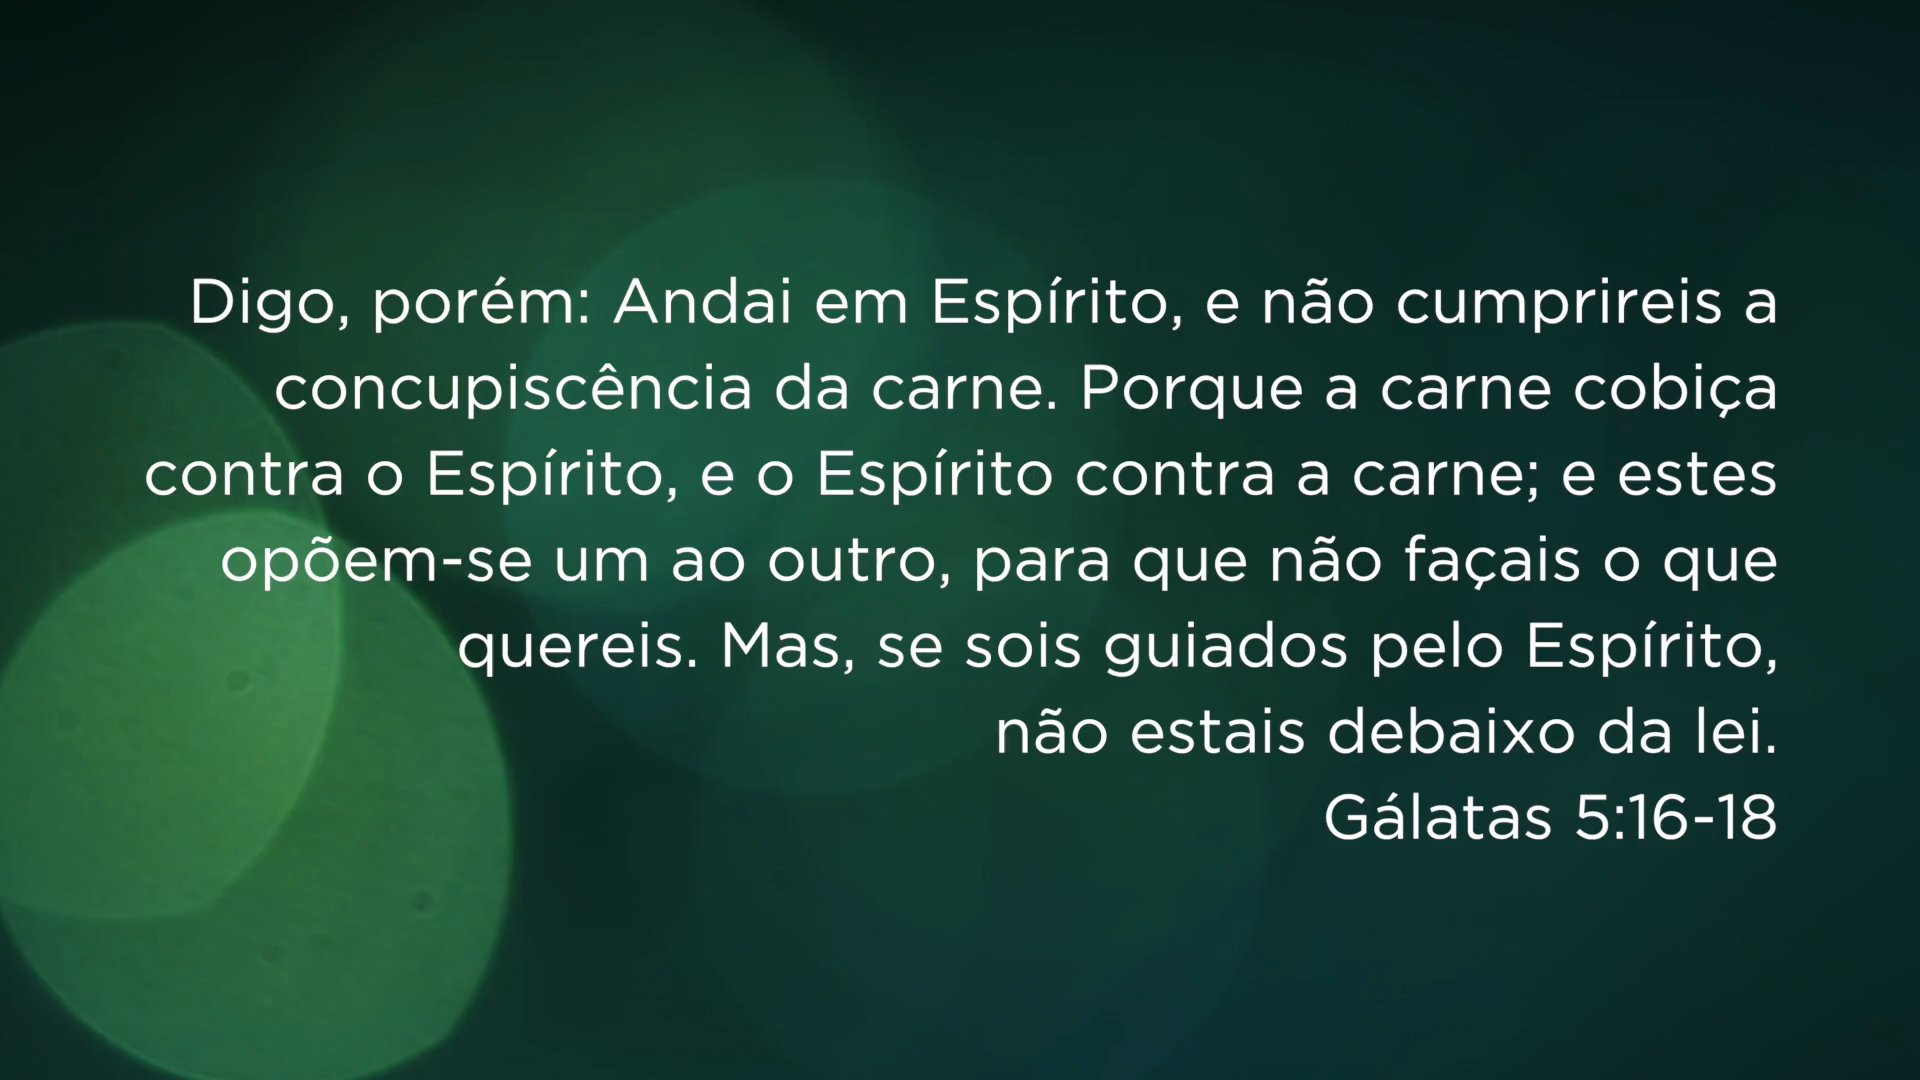 Digo, porém: Andai em Espírito, e não cumprireis a
concupiscência da carne. Porque a carne cobiça
contra o Espírito, e o Espírito contra a carne; e estes
opõem-se um ao outro, para que não façais o que
quereis. Mas, se sois guiados pelo Espírito,
não estais debaixo da lei.
Gálatas 5:16-18